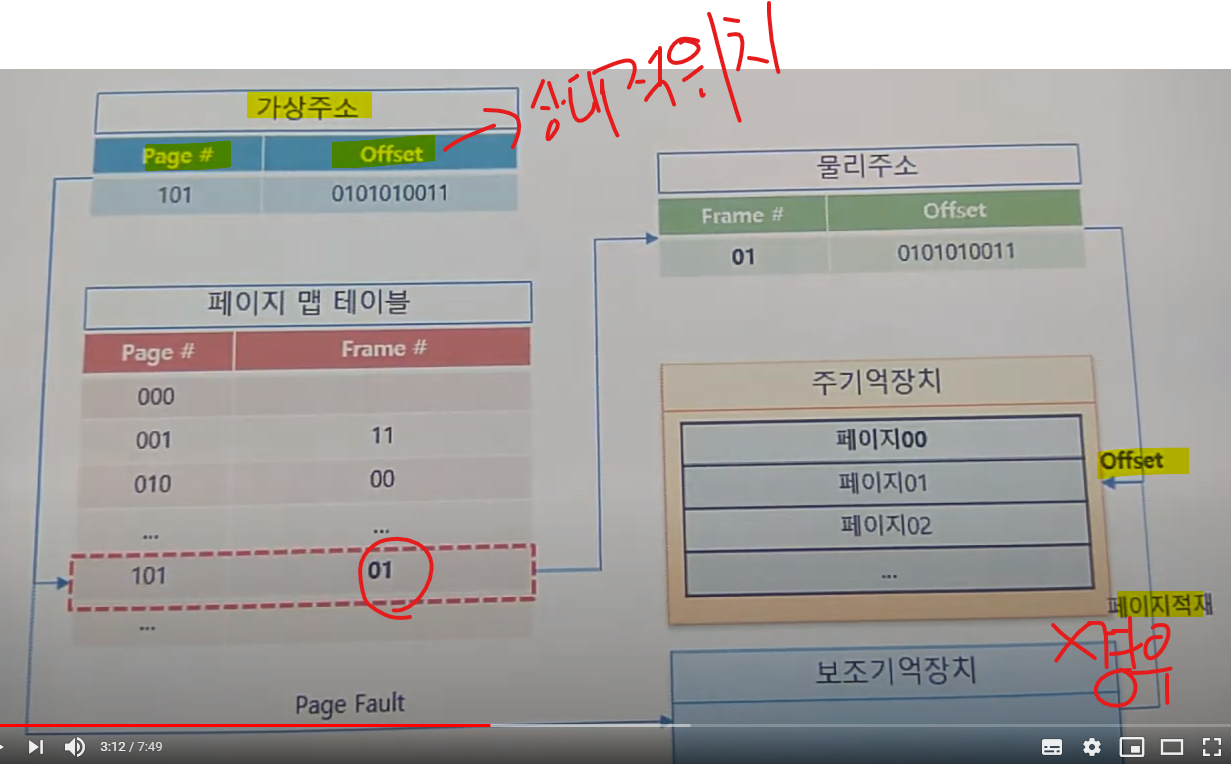 상대적위치
가상주소
Page # Offset
101 0101010011
물리주소
Frame # Offset
01 0101010011
페이지 맵 테이블
Page # Frame #
000
001 11
010 00
... ...
101 01
...
주기억장치
페이지00
페이지01
페이지02
...
Offset
페이지적재
보조기억장치
Page Fault
3:12 / 7:49